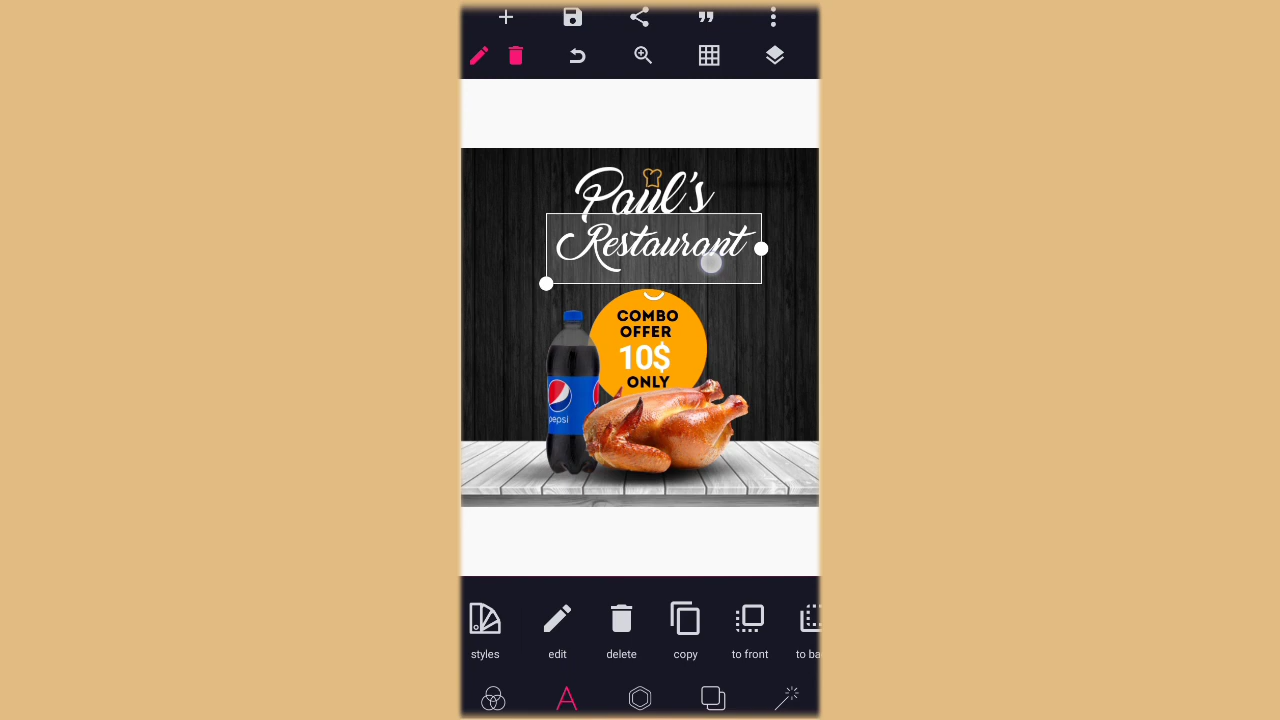 Paul's
Restaurant
COMBO
OFFER
10$
ONLY
pepsi
styles
edit
delete
copy
to front
to ba